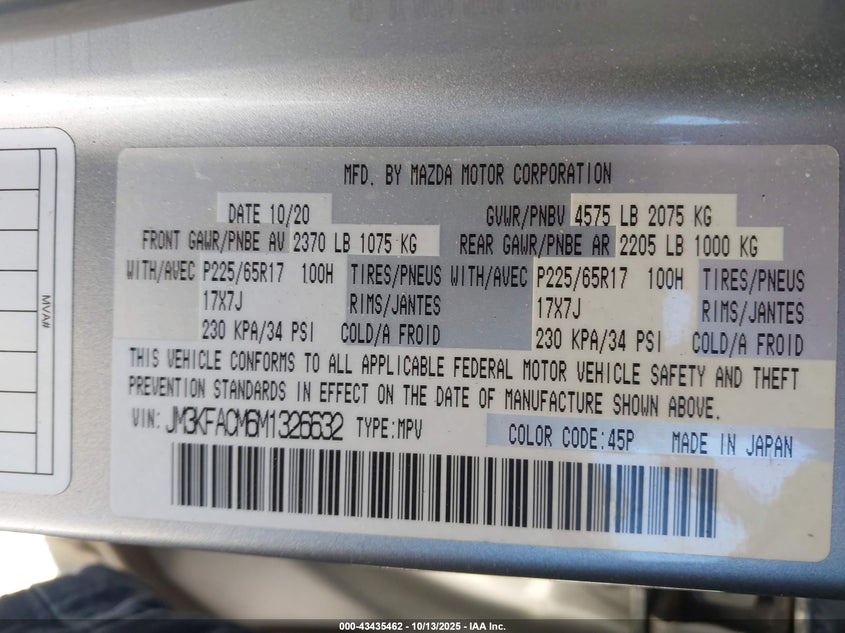 MFD. BY MAZDA MOTOR CORPORATION
DATE 10/20 GVWR/PNBV 4575 LB 2075 KG
FRONT GAWR/PNBE AV 2370 LB 1075 KG REAR GAWR/PNBE AR 2205 LB 1000 KG
WITH/AVEC P225/65R17 100H TIRES/PNEUS WITH/AVEC P225/65R17 100H TIRES/PNEUS
17X7J RIMS/JANTES 17X7J RIMS/JANTES
230 KPA/34 PSI COLD/A FROID 230 KPA/34 PSI COLD/A FROID
THIS VEHICLE CONFORMS TO ALL APPLICABLE FEDERAL MOTOR VEHICLE SAFETY AND THEFT
PREVENTION STANDARDS IN EFFECT ON THE DATE OF MANUFACTURE SHOWN ABOVE.
VIN: JM3KFACM6M1326632 TYPE:MPV COLOR CODE:45P MADE IN JAPAN
MVA#
000-43435462 - 10/13/2025 - IAA Inc.